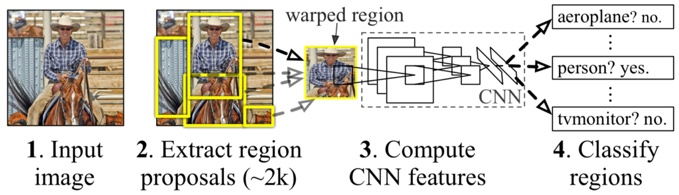 warped region
aeroplane? no.
⋮
person? yes.
⋮
tvmonitor? no.
CNN
1. Input
image
2. Extract region
proposals (~2k)
3. Compute
CNN features
4. Classify
regions